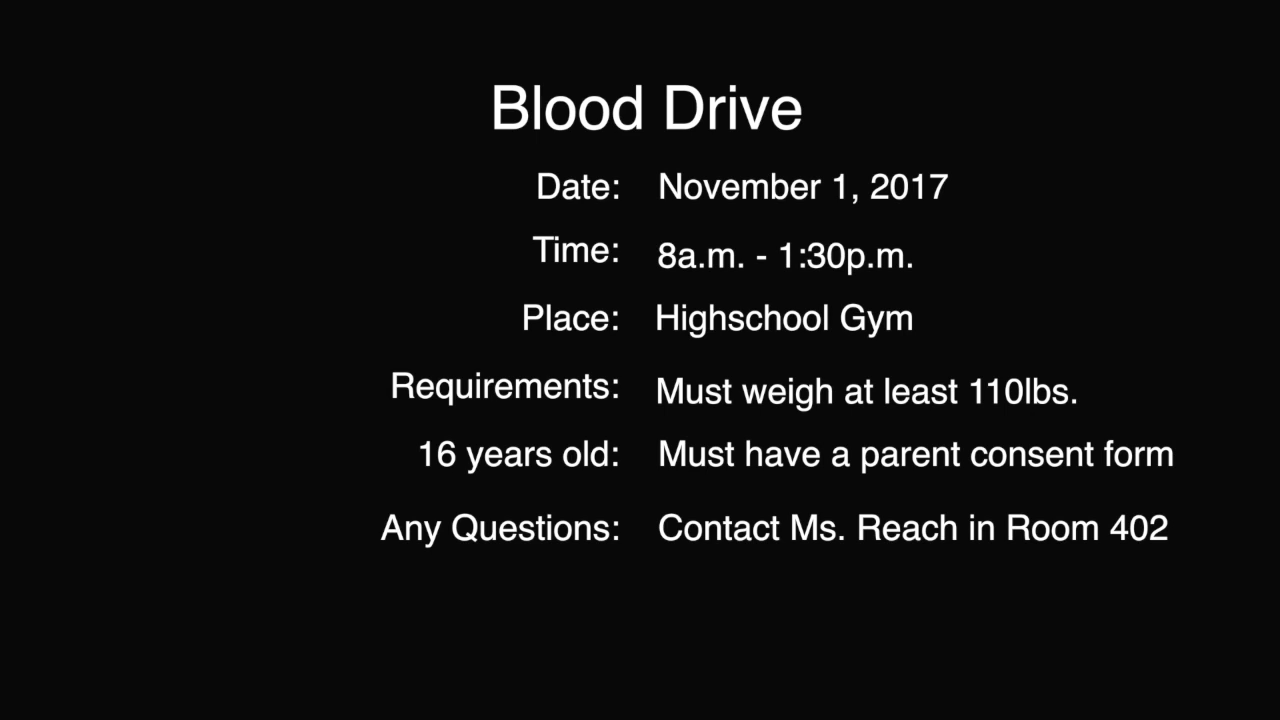 Blood Drive
Date: November 1, 2017
Time: 8a.m. - 1:30p.m.
Place: Highschool Gym
Requirements: Must weigh at least 110lbs.
16 years old: Must have a parent consent form
Any Questions: Contact Ms. Reach in Room 402